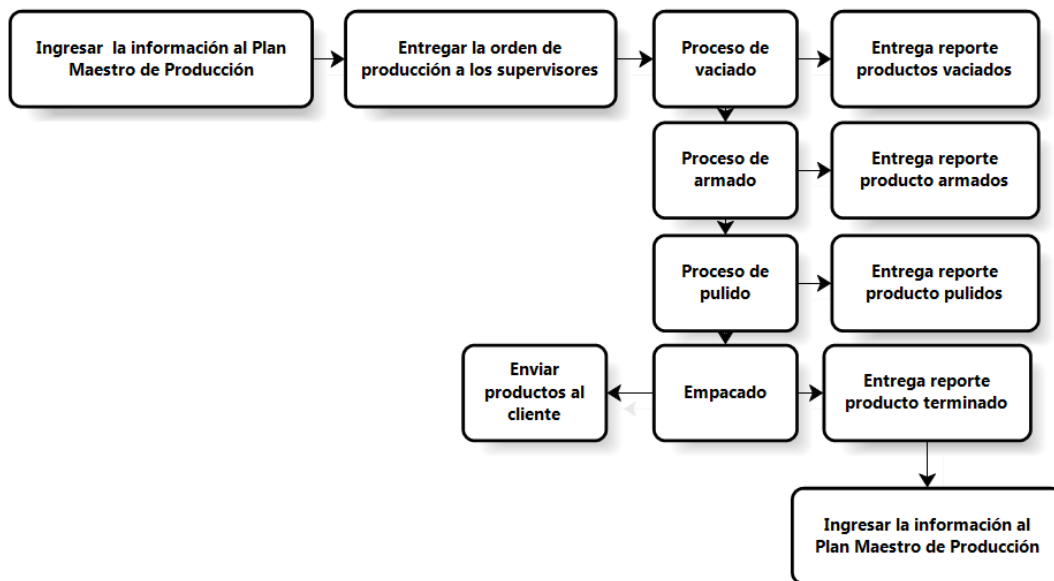 Ingresar la información al Plan
Maestro de Producción
Entregar la orden de
producción a los supervisores
Proceso de
vaciado
Entrega reporte
productos vaciados
Proceso de
armado
Entrega reporte
producto armados
Proceso de
pulido
Entrega reporte
producto pulidos
Enviar
productos al
cliente
Empacado
Entrega reporte
producto terminado
Ingresar la información al
Plan Maestro de Producción